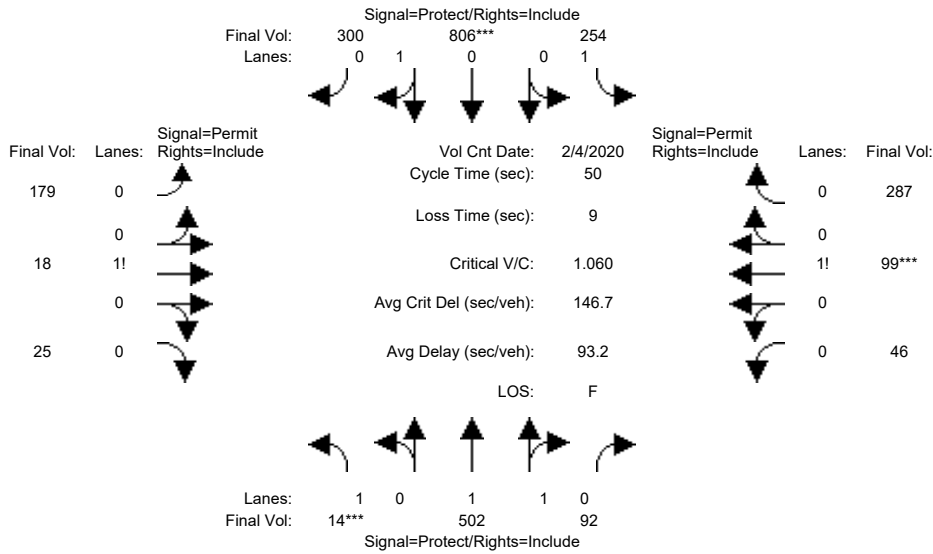 Signal=Protect/Rights=Include
Final Vol: 300 806*** 254
Lanes: 0 1 0 0 1
Signal=Permit
Final Vol: Lanes: Rights=Include
Vol Cnt Date: 2/4/2020
Signal=Permit
Rights=Include Lanes: Final Vol:
Cycle Time (sec): 50
179 0
0 287
Loss Time (sec): 9
0
0
18 1!
Critical V/C: 1.060
1! 99***
0
Avg Crit Del (sec/veh): 146.7
0
25 0
Avg Delay (sec/veh): 93.2
0 46
LOS: F
Lanes: 1 0 1 1 0
Final Vol: 14*** 502 92
Signal=Protect/Rights=Include